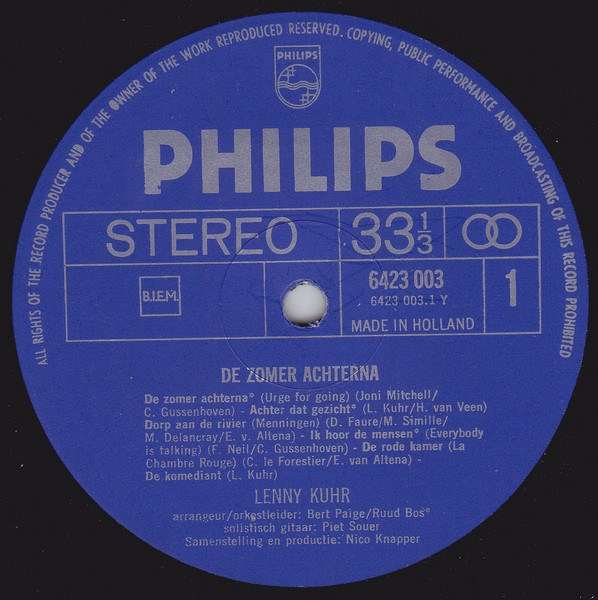 ALL RIGHTS OF THE RECORD PRODUCER AND OF THE OWNER OF THE WORK REPRODUCED RESERVED. COPYING, PUBLIC PERFORMANCE AND BROADCASTING OF THIS RECORD PROHIBITED
PHILIPS
PHILIPS
STEREO 33 1/3
B.I.E.M. 6423 003 1
6423 003.1 Y
MADE IN HOLLAND
DE ZOMER ACHTERNA
De zomer achterna° (Urge for going) (Joni Mitchell/
C. Gussenhoven) - Achter dat gezicht° (L. Kuhr/H. van Veen)
Dorp aan de rivier (Menningen) (D. Faure/M. Simille/
M. Delancray/E. v. Altena) - Ik hoor de mensen° (Everybody
is talking) (F. Neil/C. Gussenhoven) - De rode kamer (La
Chambre Rouge) (C. le Forestier/E. van Altena) -
De komediant (L. Kuhr)
LENNY KUHR
arrangeur/orkestleider: Bert Paige/Ruud Bos°
solistisch gitaar: Piet Souer
Samenstelling en productie: Nico Knapper